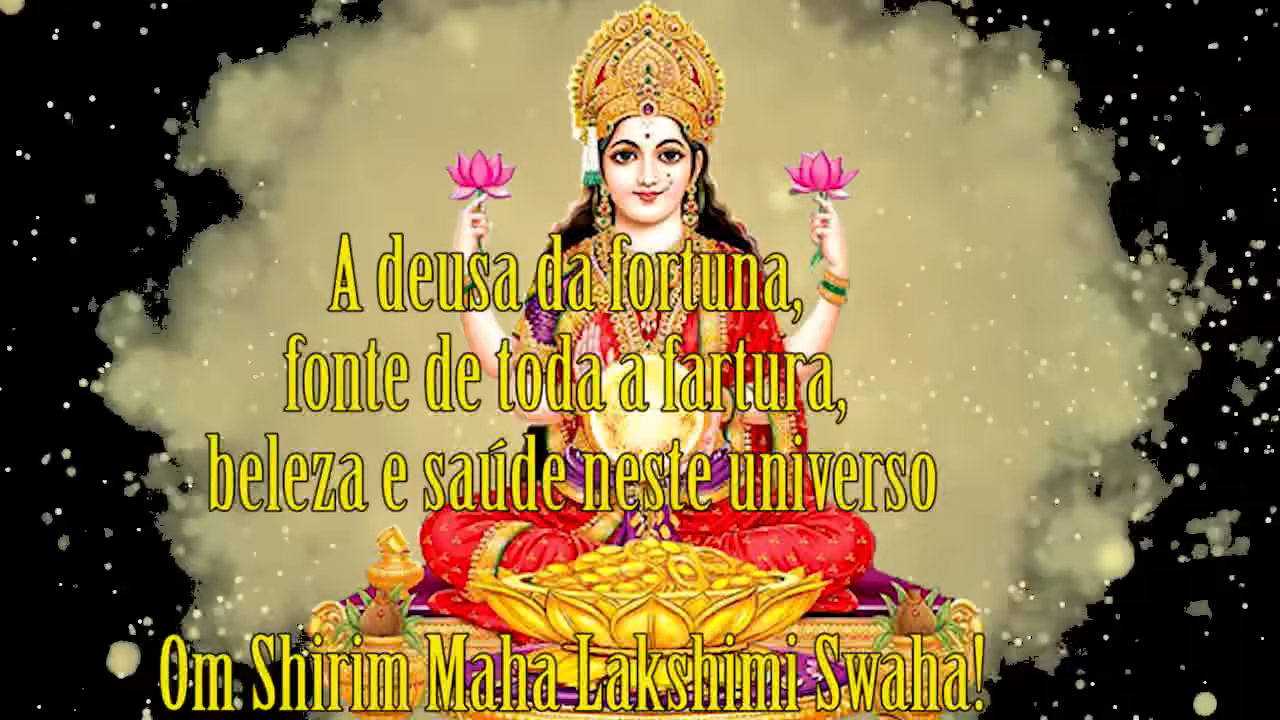 A deusa da fortuna,
fonte de toda a fartura,
beleza e saúde neste universo
Om Shirim Maha Lakshimi Swaha!